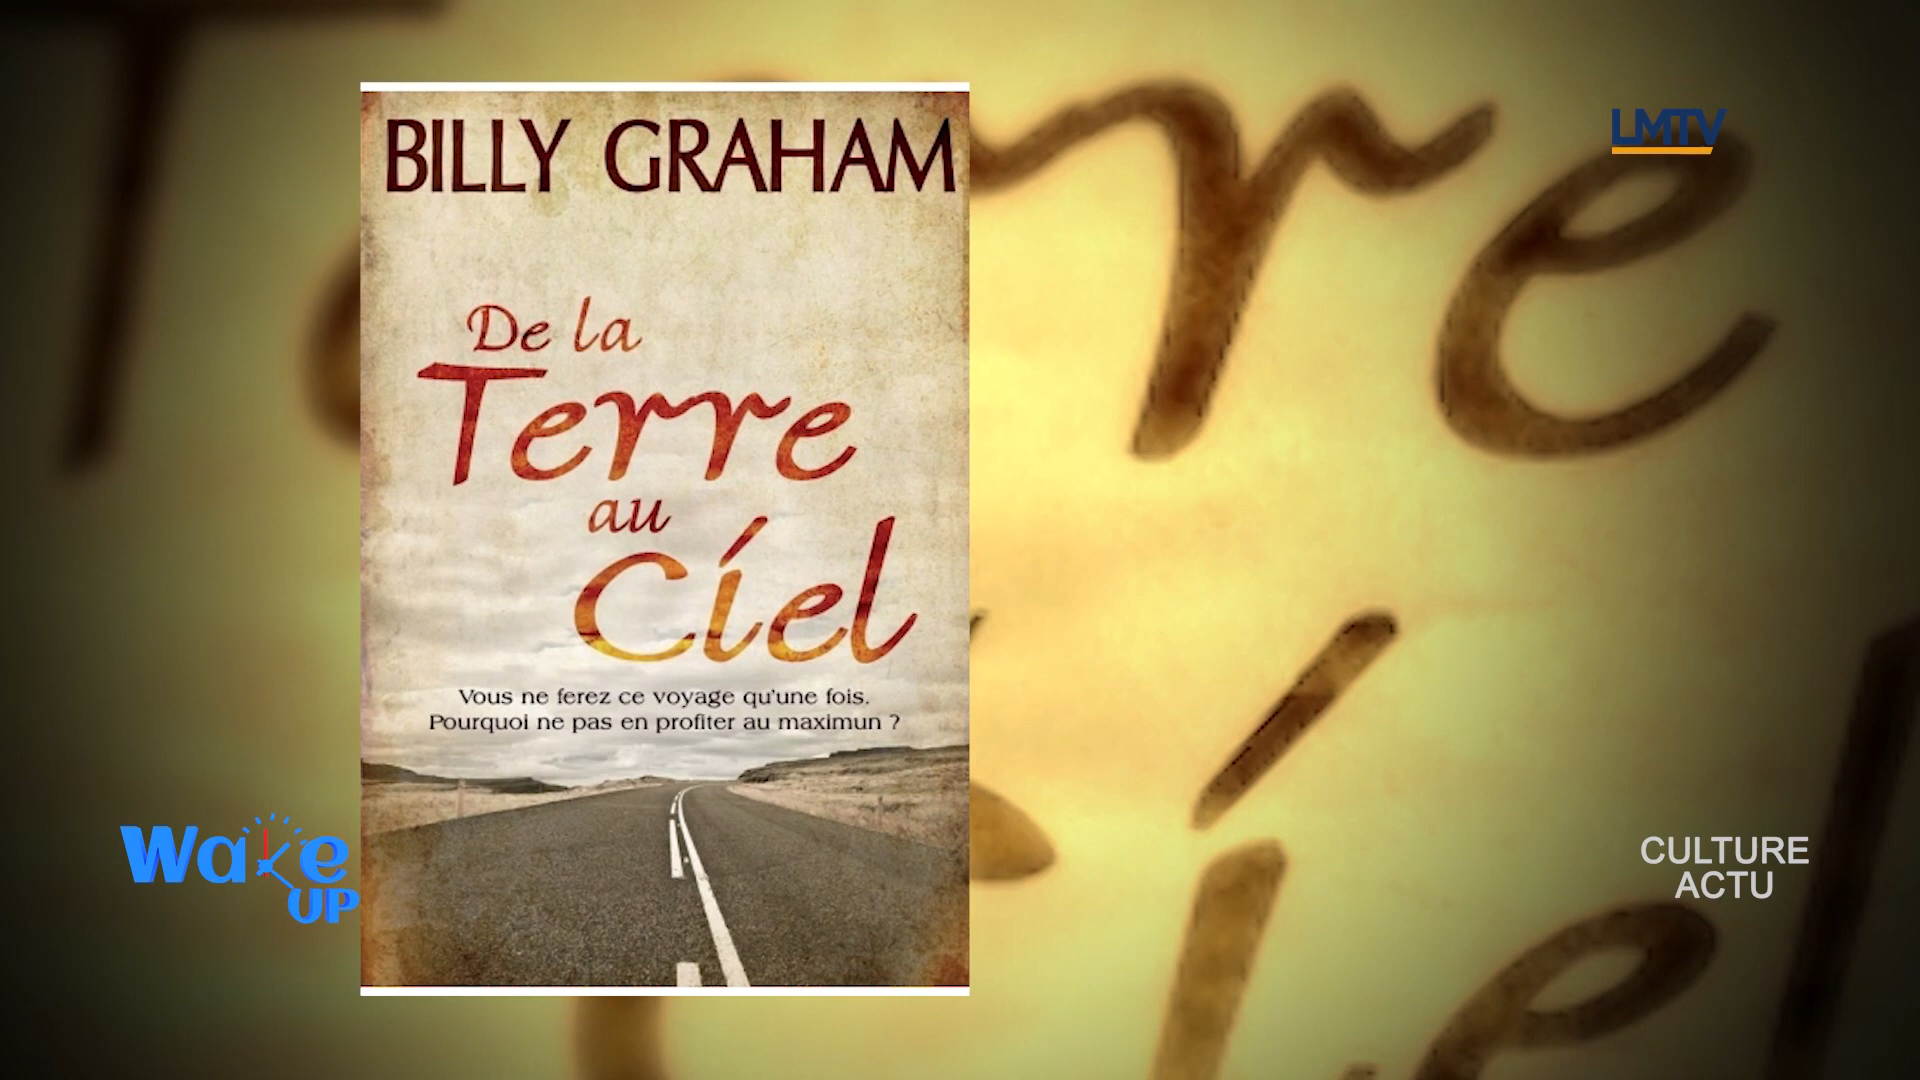 BILLY GRAHAM
De la
Terre
au
Ciel
Vous ne ferez ce voyage qu'une fois.
Pourquoi ne pas en profiter au maximun ?
LMTV
Wake
UP
CULTURE
ACTU